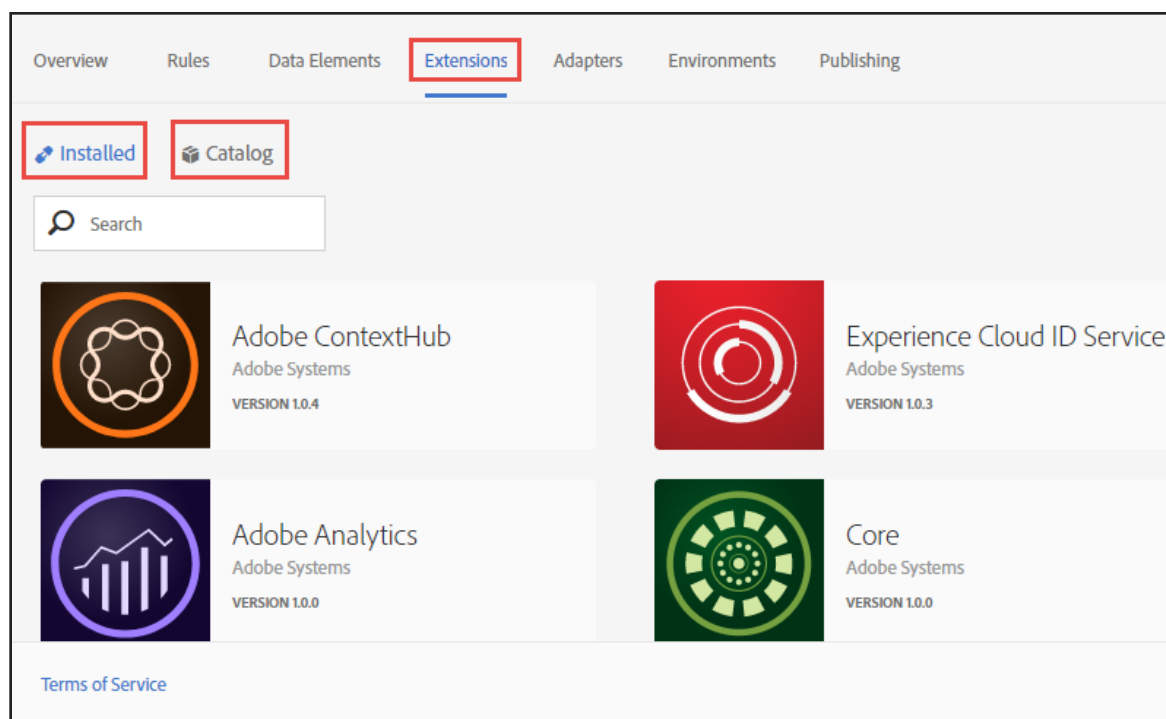 Overview Rules Data Elements Extensions Adapters Environments Publishing
Installed Catalog
Search
Adobe ContextHub
Adobe Systems
VERSION 1.0.4
Experience Cloud ID Service
Adobe Systems
VERSION 1.0.3
Adobe Analytics
Adobe Systems
VERSION 1.0.0
Core
Adobe Systems
VERSION 1.0.0
Terms of Service